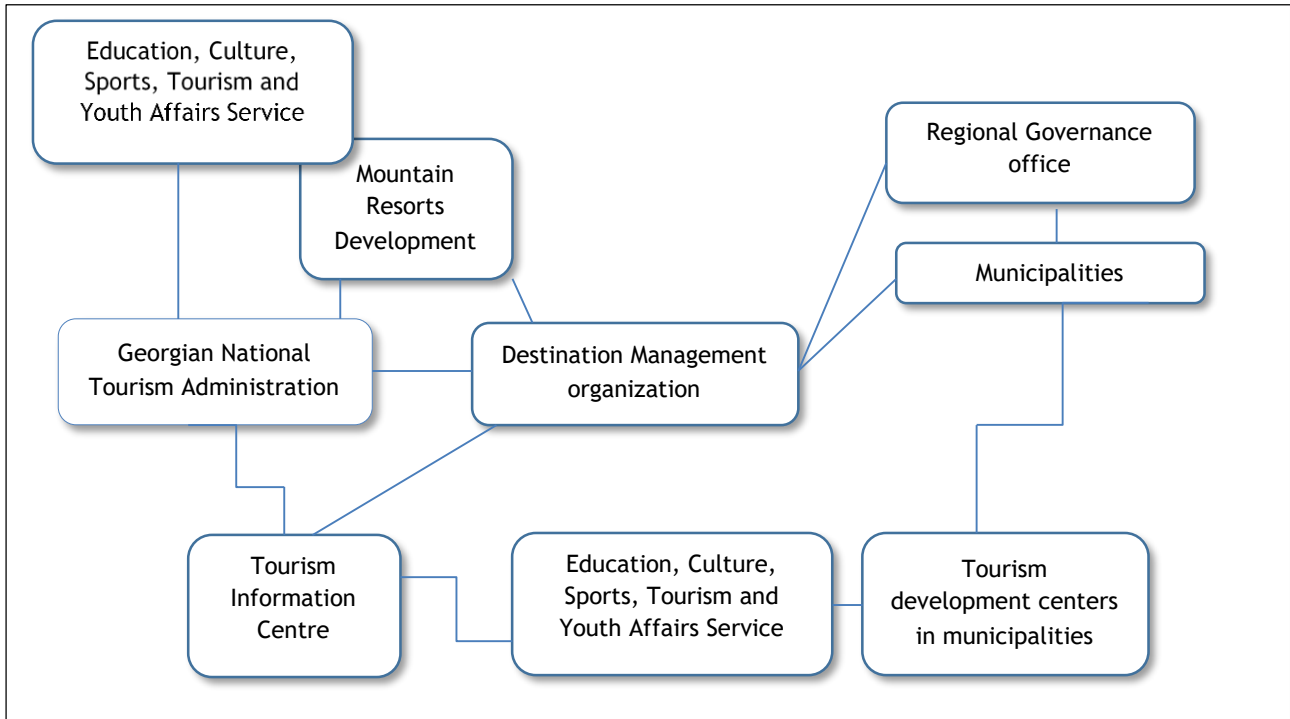 Education, Culture,
Sports, Tourism and
Youth Affairs Service
Mountain
Resorts
Development
Regional Governance
office
Municipalities
Georgian National
Tourism Administration
Destination Management
organization
Tourism
Information
Centre
Education, Culture,
Sports, Tourism and
Youth Affairs Service
Tourism
development centers
in municipalities